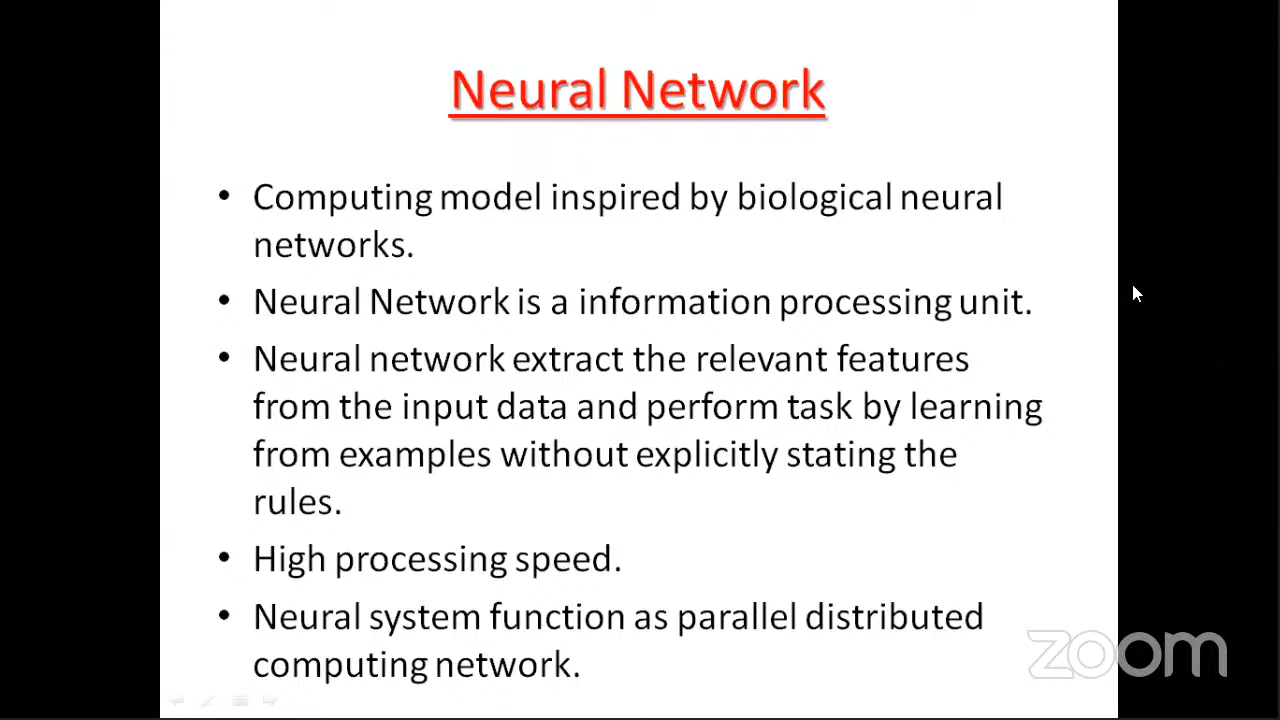 Neural Network
• Computing model inspired by biological neural
networks.
• Neural Network is a information processing unit.
• Neural network extract the relevant features
from the input data and perform task by learning
from examples without explicitly stating the
rules.
• High processing speed.
• Neural system function as parallel distributed
computing network.
zoom